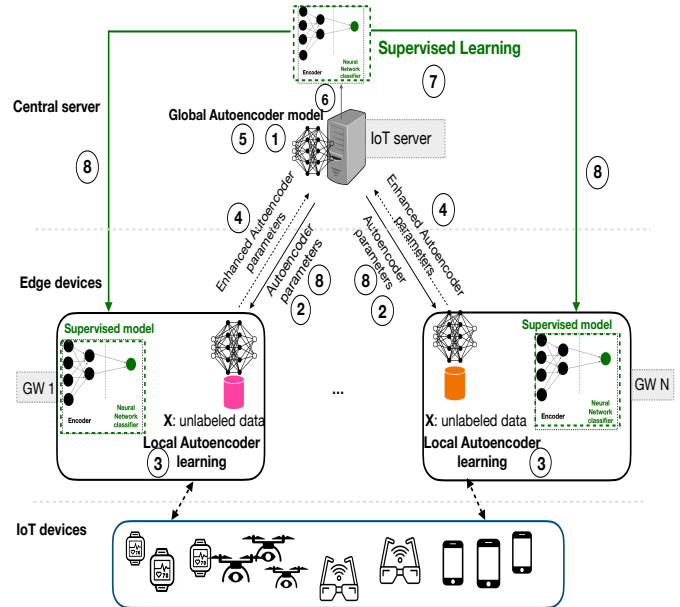 Encoder
Neural
Network
classifier
Supervised Learning
7
6
Central server
Global Autoencoder model
5
1
IoT server
8
8
4
Enhanced Autoencoder
parameters
Autoencoder
parameters
8
2
4
Enhanced Autoencoder
parameters
Autoencoder
parameters
8
2
Edge devices
Supervised model
Encoder
Neural
Network
classifier
GW 1
X: unlabeled data
Local Autoencoder
learning
3
...
Supervised model
Encoder
Neural
Network
classifier
GW N
X: unlabeled data
Local Autoencoder
learning
3
IoT devices
70
70
70